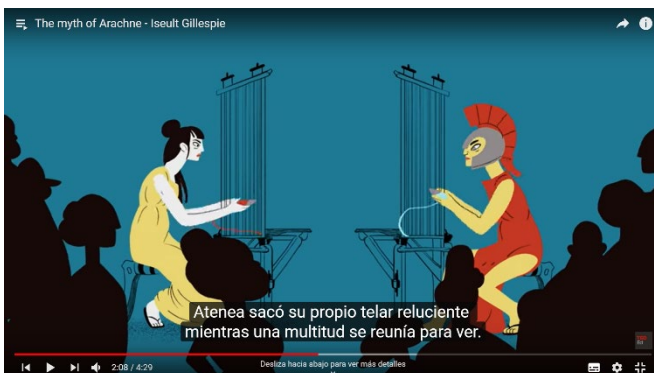 The myth of Arachne - Iseult Gillespie
Atenea sacó su propio telar reluciente
mientras una multitud se reunía para ver.
2:08 / 4:29
Desliza hacia abajo para ver más detalles